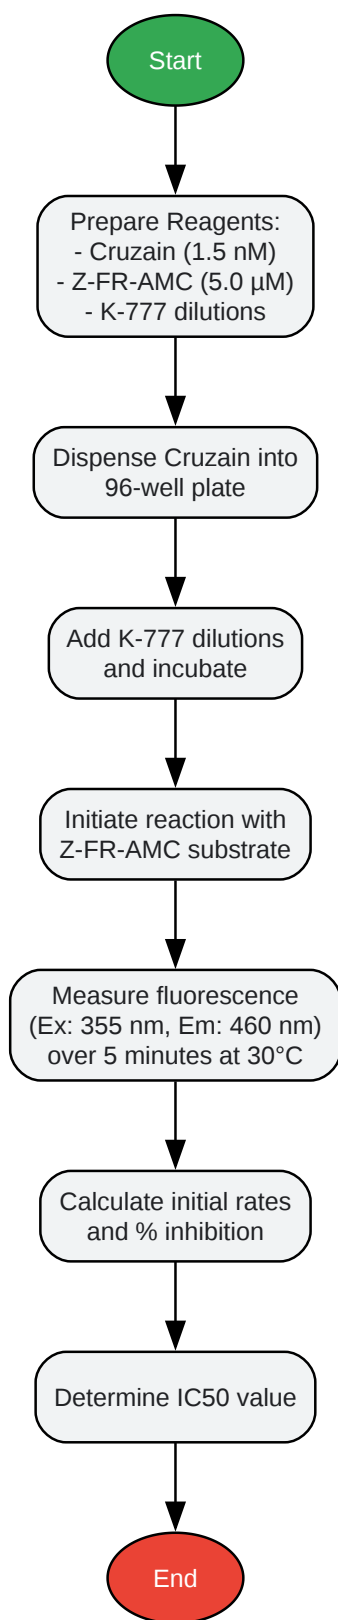 Start
Prepare Reagents:
- Cruzain (1.5 nM)
- Z-FR-AMC (5.0 µM)
- K-777 dilutions
Dispense Cruzain into
96-well plate
Add K-777 dilutions
and incubate
Initiate reaction with
Z-FR-AMC substrate
Measure fluorescence
(Ex: 355 nm, Em: 460 nm)
over 5 minutes at 30°C
Calculate initial rates
and % inhibition
Determine IC50 value
End